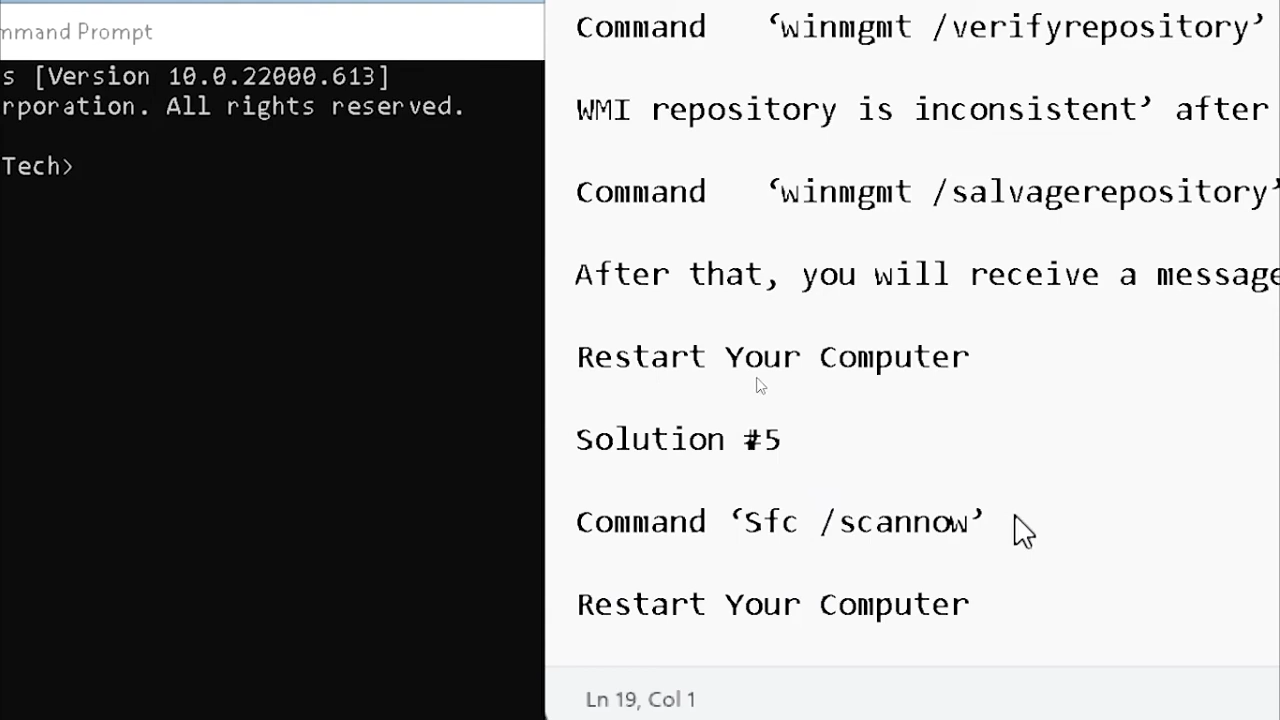 mmand Prompt
s [Version 10.0.22000.613]
rporation. All rights reserved.
Tech>
Command ‘winmgmt /verifyrepository’
WMI repository is inconsistent’ after
Command ‘winmgmt /salvagerepository’
After that, you will receive a message
Restart Your Computer
Solution #5
Command ‘Sfc /scannow’
Restart Your Computer
Ln 19, Col 1